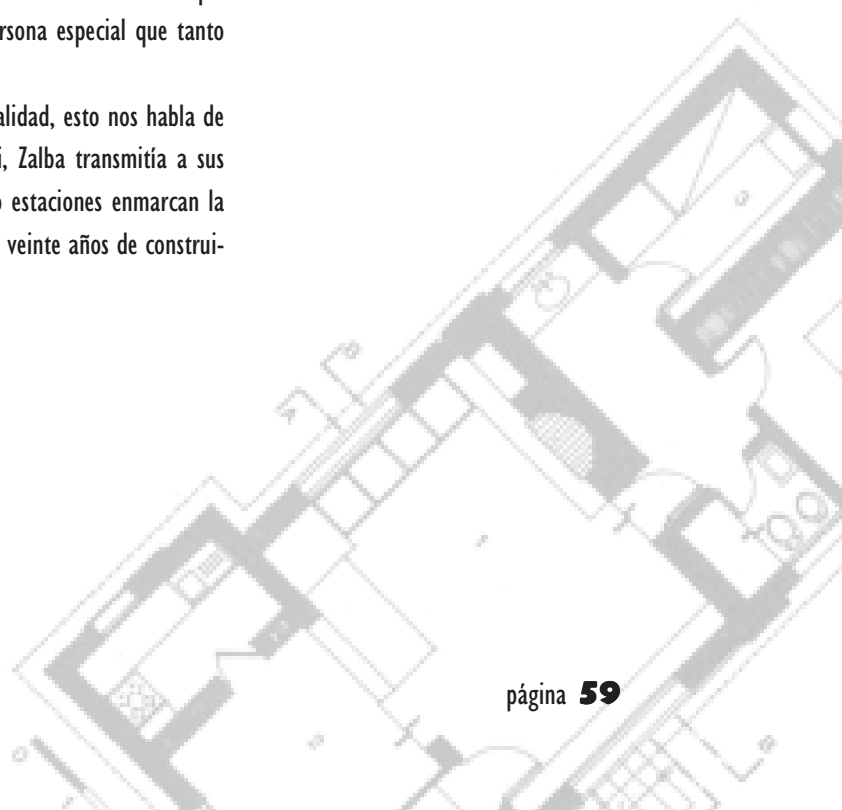 rsona especial que tanto
alidad, esto nos habla de
i, Zalba transmitía a sus
o estaciones enmarcan la
veinte años de construi-
página 59